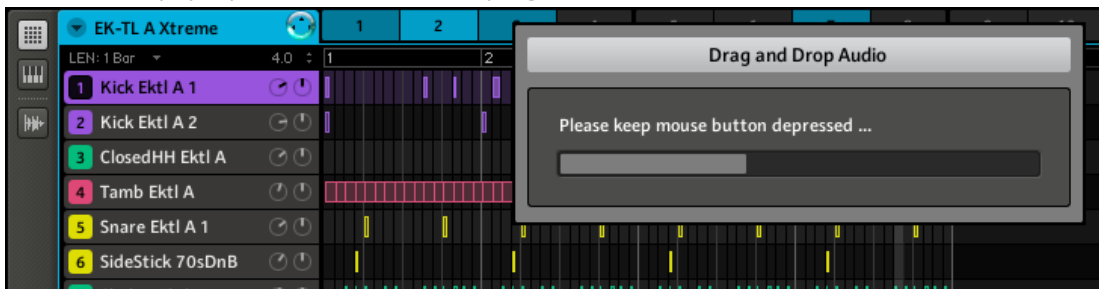 EK-TL A Xtreme
1 2
LEN: 1 Bar 4.0 1 2
1 Kick Ektl A 1
2 Kick Ektl A 2
3 ClosedHH Ektl A
4 Tamb Ektl A
5 Snare Ektl A 1
6 SideStick 70sDnB
Drag and Drop Audio
Please keep mouse button depressed ...